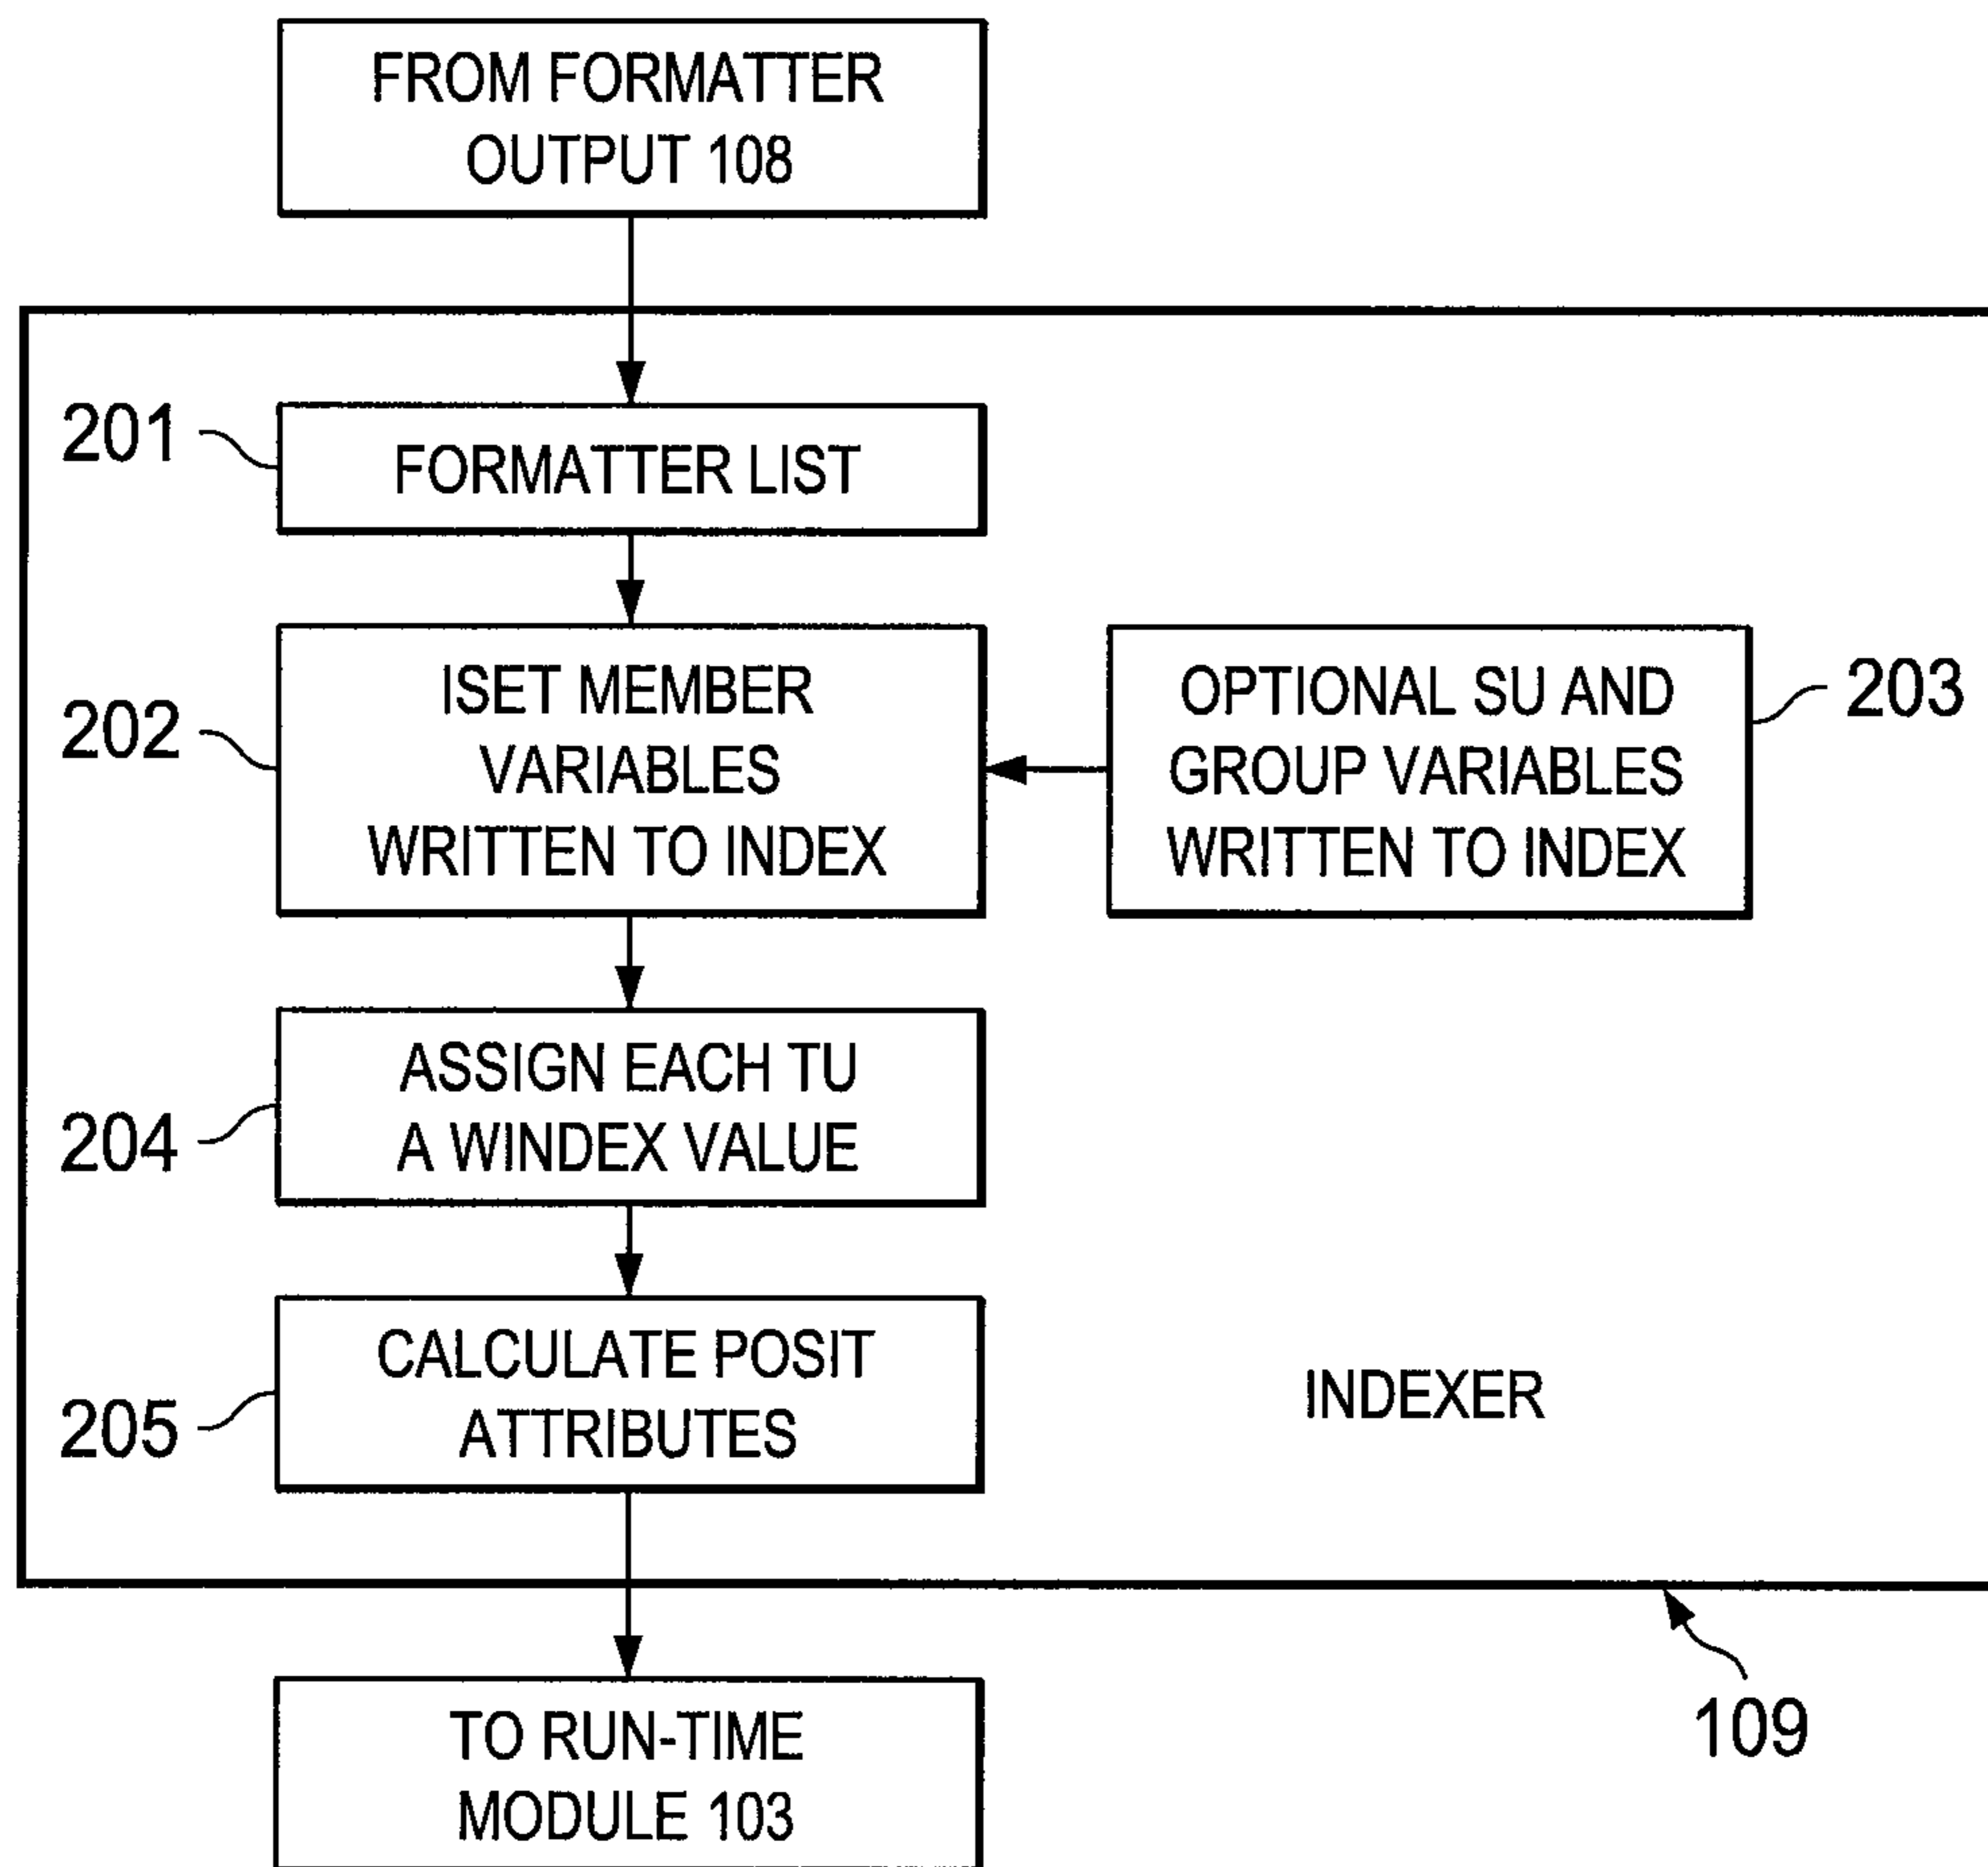 FROM FORMATTER
OUTPUT 108
201
FORMATTER LIST
202
ISET MEMBER
VARIABLES
WRITTEN TO INDEX
OPTIONAL SU AND
GROUP VARIABLES
WRITTEN TO INDEX
203
204
ASSIGN EACH TU
A WINDEX VALUE
205
CALCULATE POSIT
ATTRIBUTES
INDEXER
109
TO RUN-TIME
MODULE 103